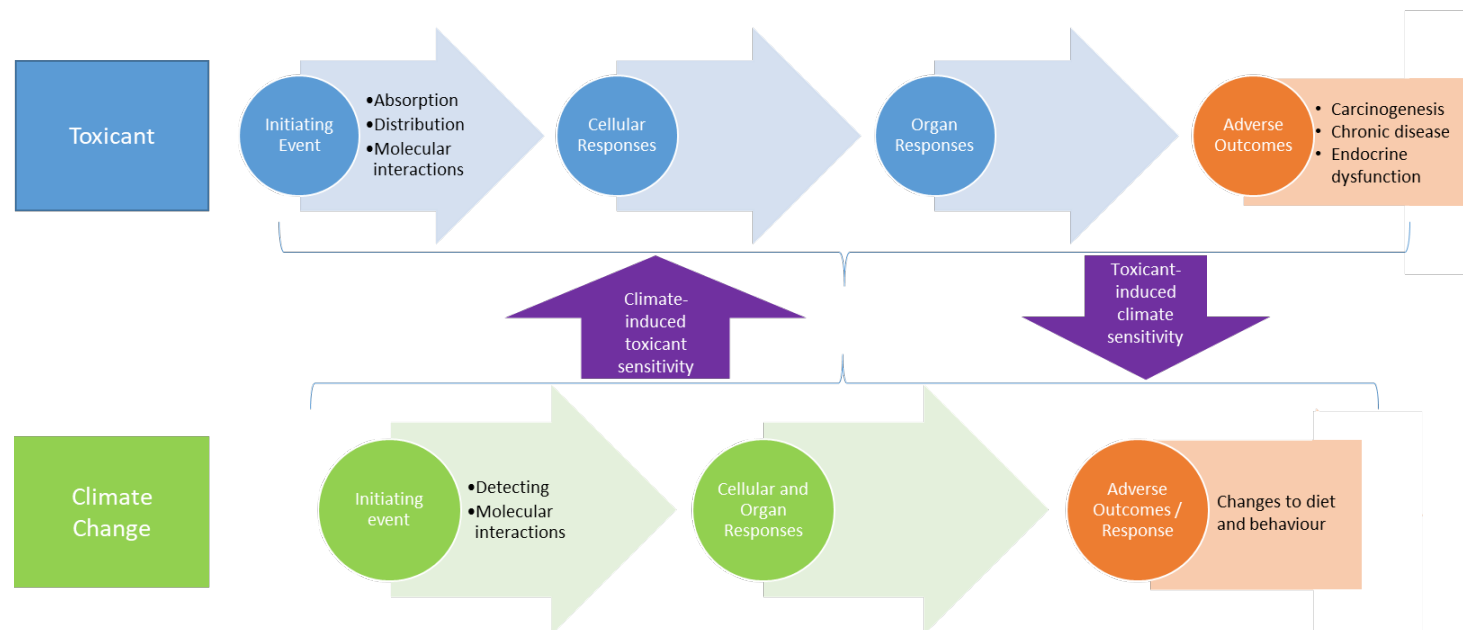 Toxicant
Initiating
Event
•Absorption
•Distribution
•Molecular
interactions
Cellular
Responses
Organ
Responses
Adverse
Outcomes
• Carcinogenesis
• Chronic disease
• Endocrine
dysfunction
Climate-
induced
toxicant
sensitivity
Toxicant-
induced
climate
sensitivity
Climate
Change
Initiating
event
•Detecting
•Molecular
interactions
Cellular and
Organ
Responses
Adverse
Outcomes /
Response
Changes to diet
and behaviour